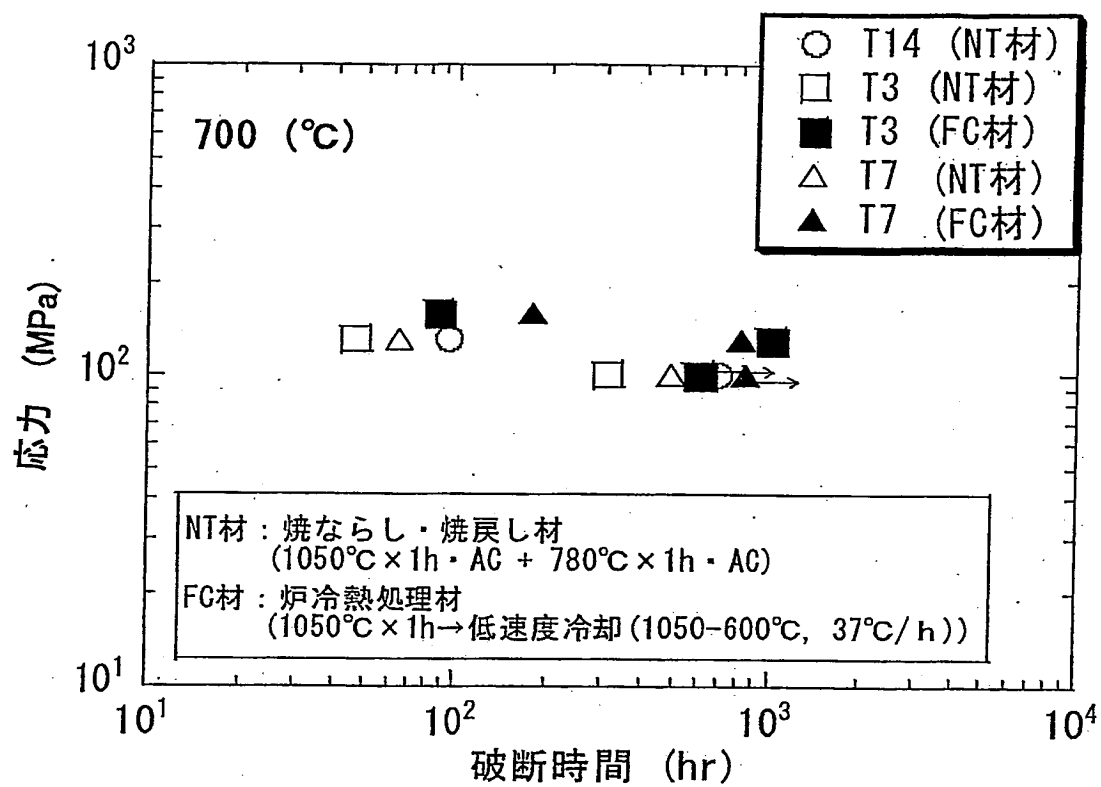 10³
700 (℃)
T14 (NT材)
T3 (NT材)
T3 (FC材)
T7 (NT材)
T7 (FC材)
応力 (MPa)
10²
NT材：焼ならし・焼戻し材
(1050℃×1h・AC + 780℃×1h・AC)
FC材：炉冷熱処理材
(1050℃×1h→低速度冷却(1050-600℃, 37℃/h))
10¹
10¹ 10² 10³ 10⁴
破断時間 (hr)